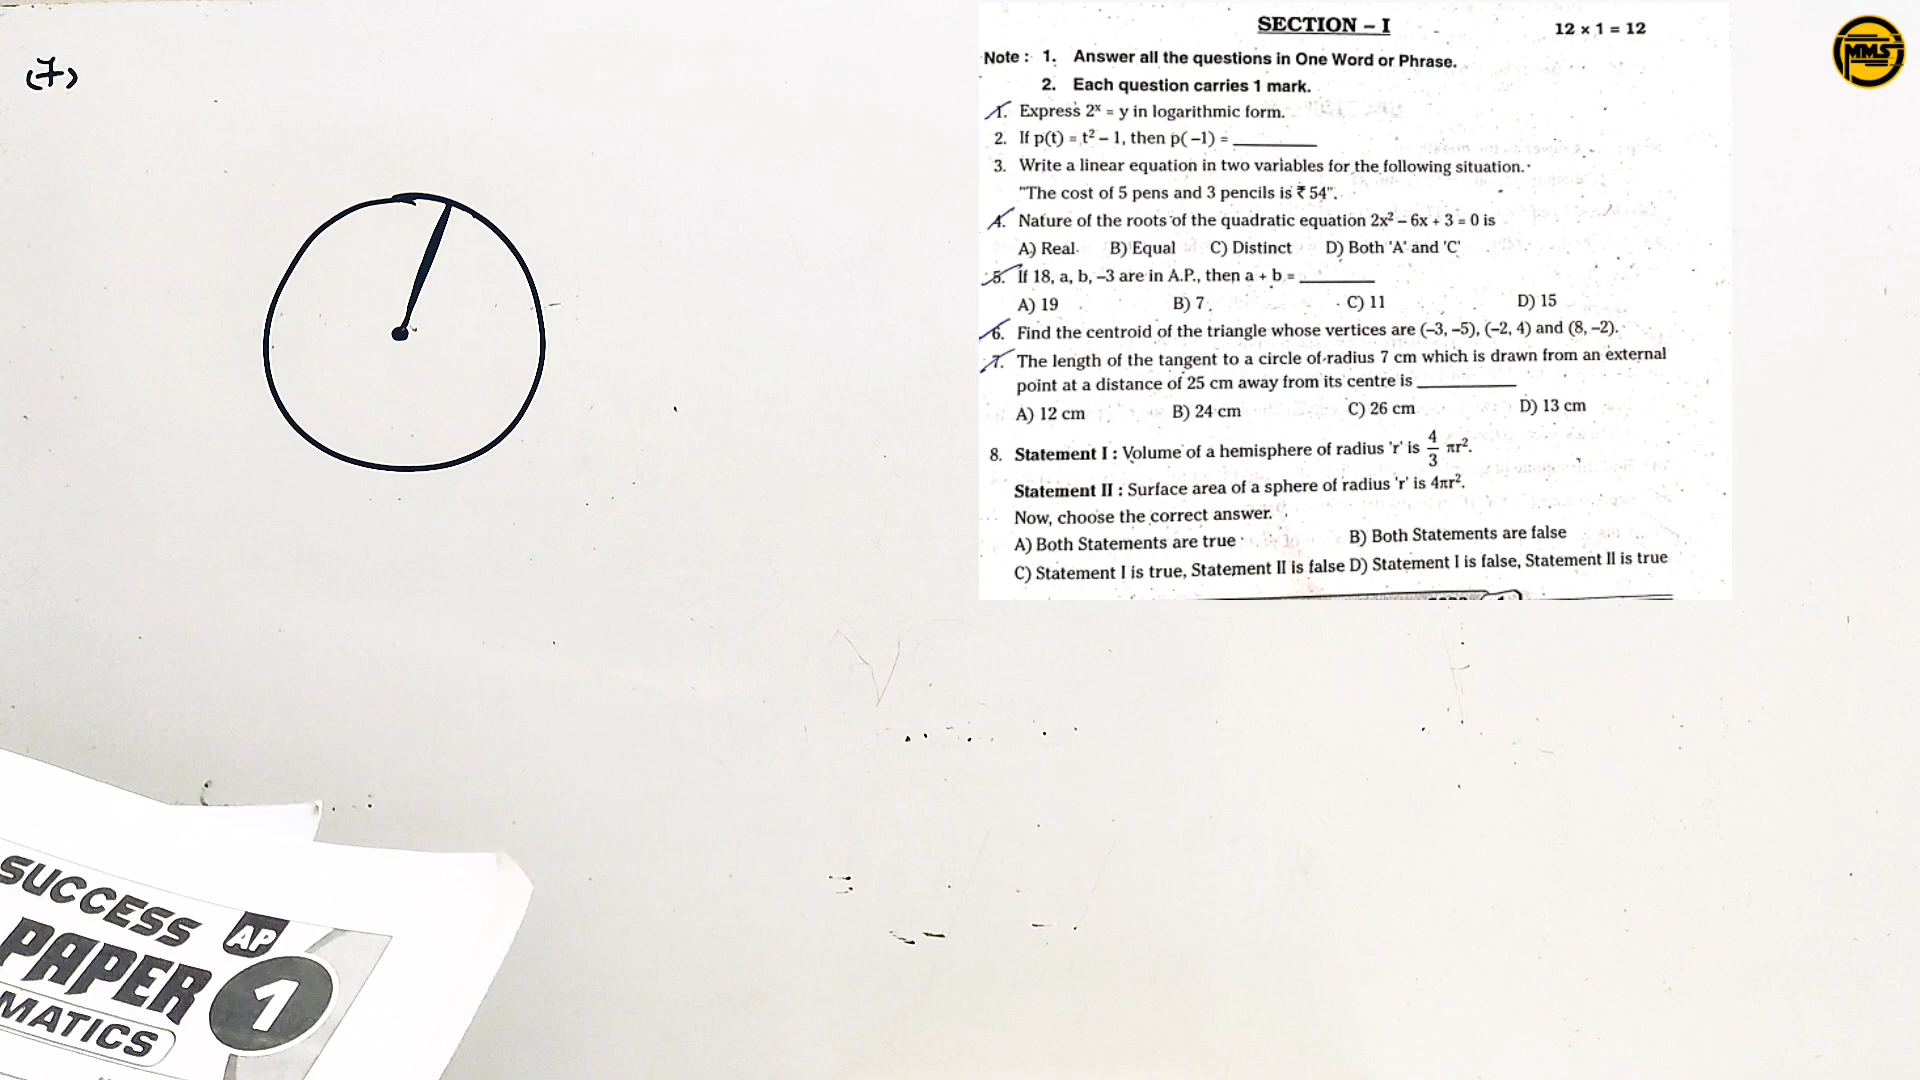 (7)
SECTION – I
12 x 1 = 12
Note : 1. Answer all the questions in One Word or Phrase.
2. Each question carries 1 mark.
1. Express 2ˣ = y in logarithmic form.
2. If p(t) = t² – 1, then p(–1) = ________
3. Write a linear equation in two variables for the following situation.
"The cost of 5 pens and 3 pencils is ₹ 54".
4. Nature of the roots of the quadratic equation 2x² – 6x + 3 = 0 is
A) Real B) Equal C) Distinct D) Both 'A' and 'C'
5. If 18, a, b, –3 are in A.P., then a + b = ________
A) 19 B) 7 C) 11 D) 15
6. Find the centroid of the triangle whose vertices are (–3, –5), (–2, 4) and (8, –2).
7. The length of the tangent to a circle of radius 7 cm which is drawn from an external
point at a distance of 25 cm away from its centre is ________
A) 12 cm B) 24 cm C) 26 cm D) 13 cm
8. Statement I : Volume of a hemisphere of radius 'r' is 4/3 πr².
Statement II : Surface area of a sphere of radius 'r' is 4πr².
Now, choose the correct answer.
A) Both Statements are true B) Both Statements are false
C) Statement I is true, Statement II is false D) Statement I is false, Statement II is true
MMS
SUCCESS
AP
PAPER 1
MATICS